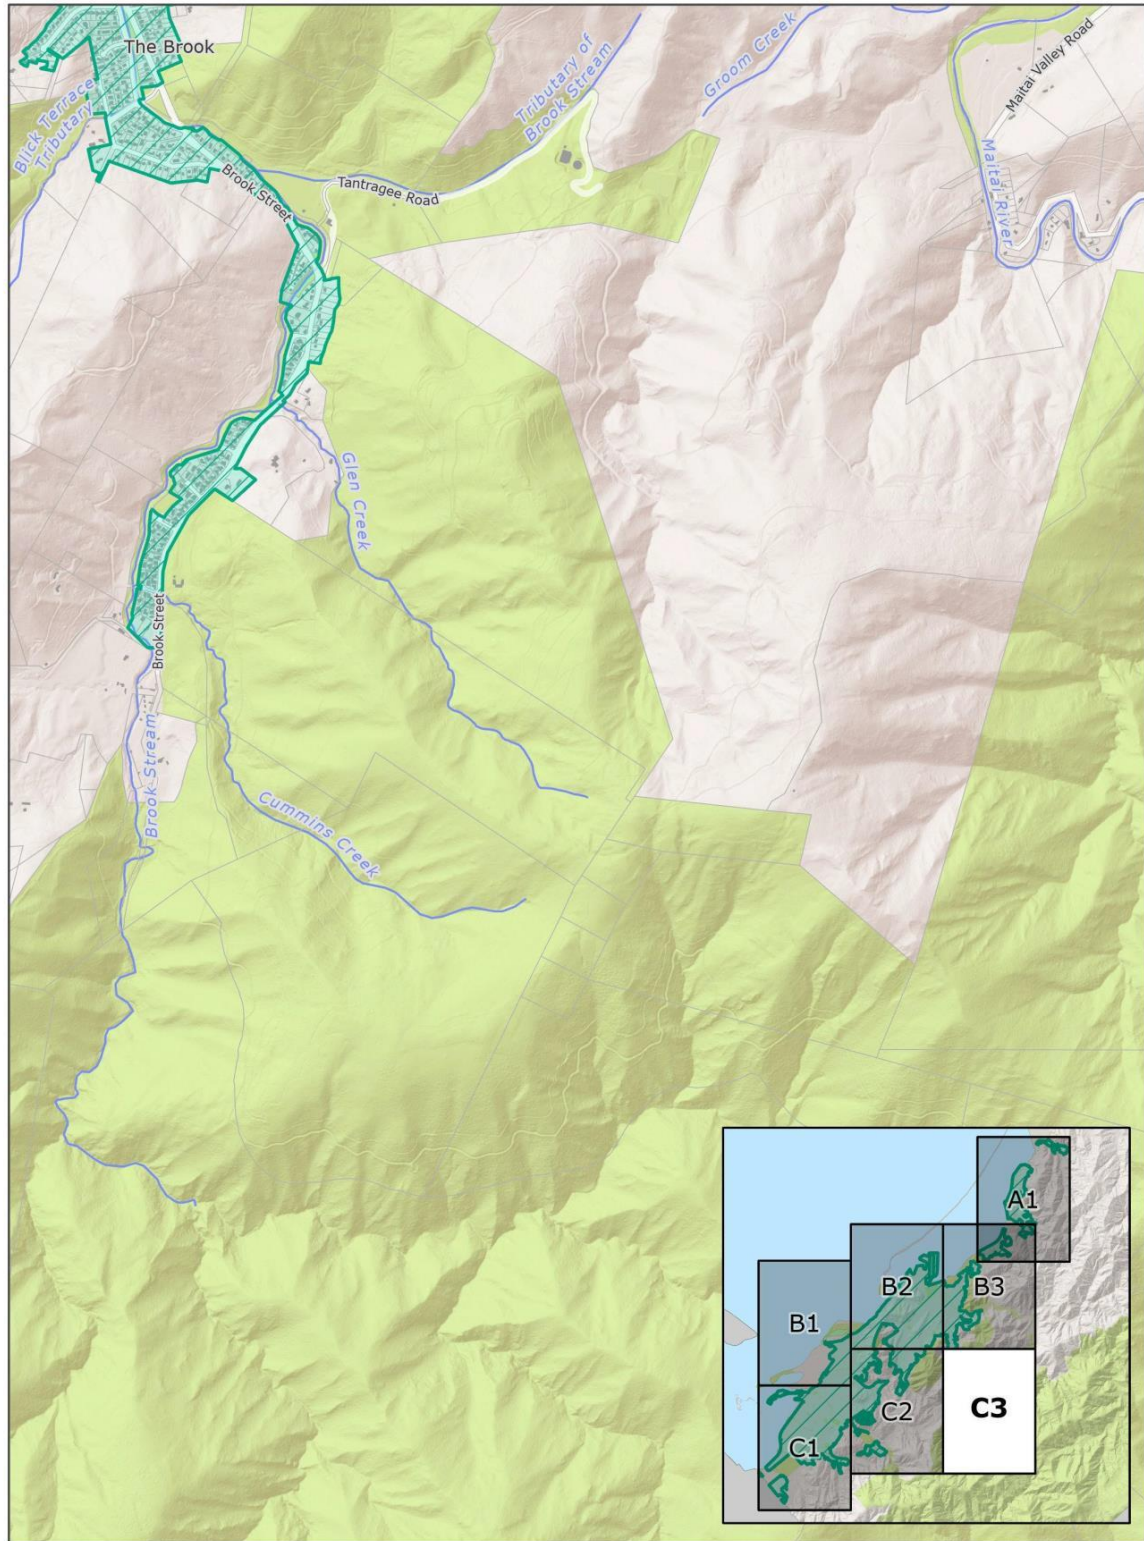 The Brook
Blick Terrace
Tributary
Tributary of
Brook Stream
Groom Creek
Maitai Valley Road
Maitai River
Brook Street
Tantragee Road
Glen Creek
Brook Street
Brook Stream
Cummins Creek
A1
B2
B3
B1
C2
C3
C1